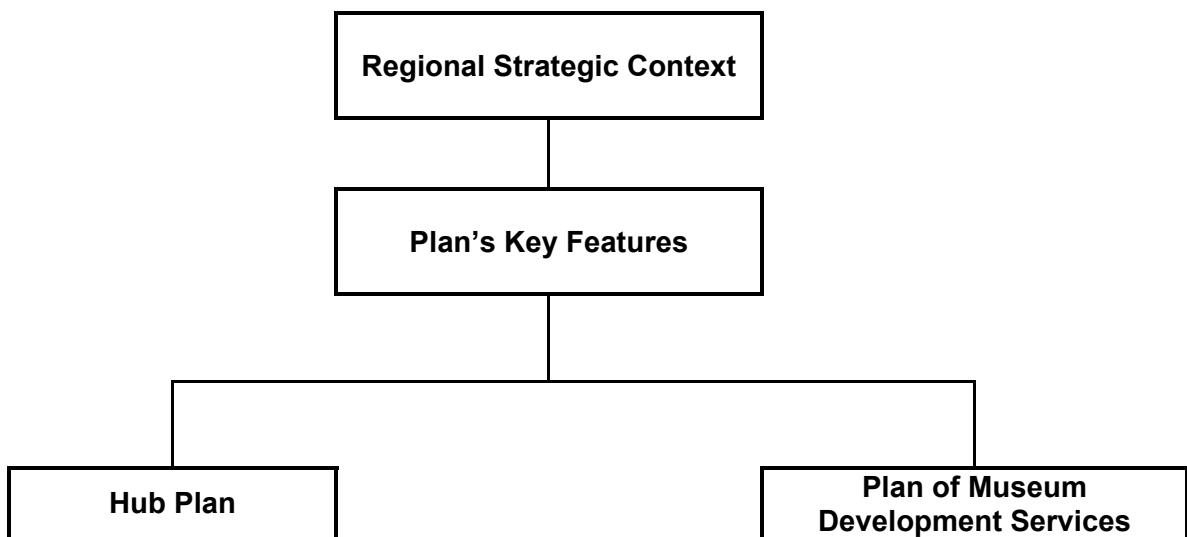 Regional Strategic Context
Plan’s Key Features
Hub Plan
Plan of Museum
Development Services